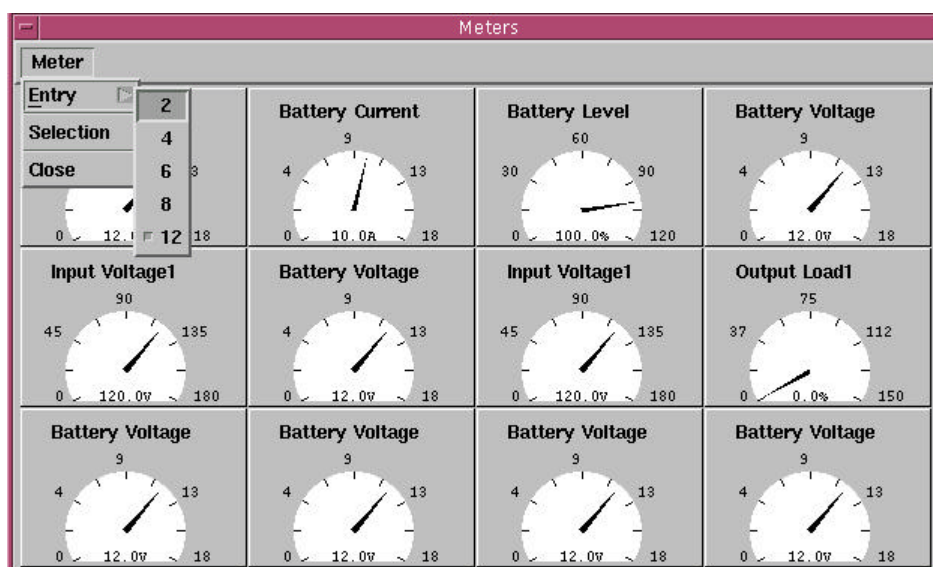 Meters
Meter
Entry
Selection
Close
2
4
6
8
12
3
0 12. 18
Battery Current
9
4 13
0 10.0A 18
Battery Level
60
30 90
0 100.0% 120
Battery Voltage
9
4 13
0 12.0V 18
Input Voltage1
90
45 135
0 120.0V 180
Battery Voltage
9
4 13
0 12.0V 18
Input Voltage1
90
45 135
0 120.0V 180
Output Load1
75
37 112
0 0.0% 150
Battery Voltage
9
4 13
0 12.0V 18
Battery Voltage
9
4 13
0 12.0V 18
Battery Voltage
9
4 13
0 12.0V 18
Battery Voltage
9
4 13
0 12.0V 18